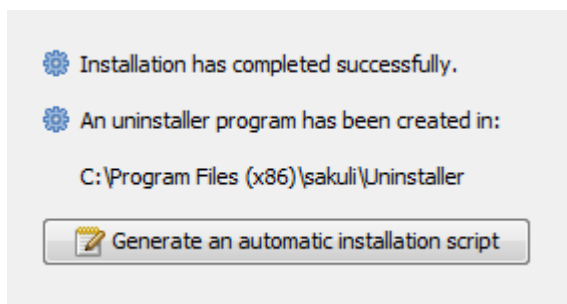 Installation has completed successfully.
An uninstaller program has been created in:
C:\Program Files (x86)\sakuli\Uninstaller
Generate an automatic installation script